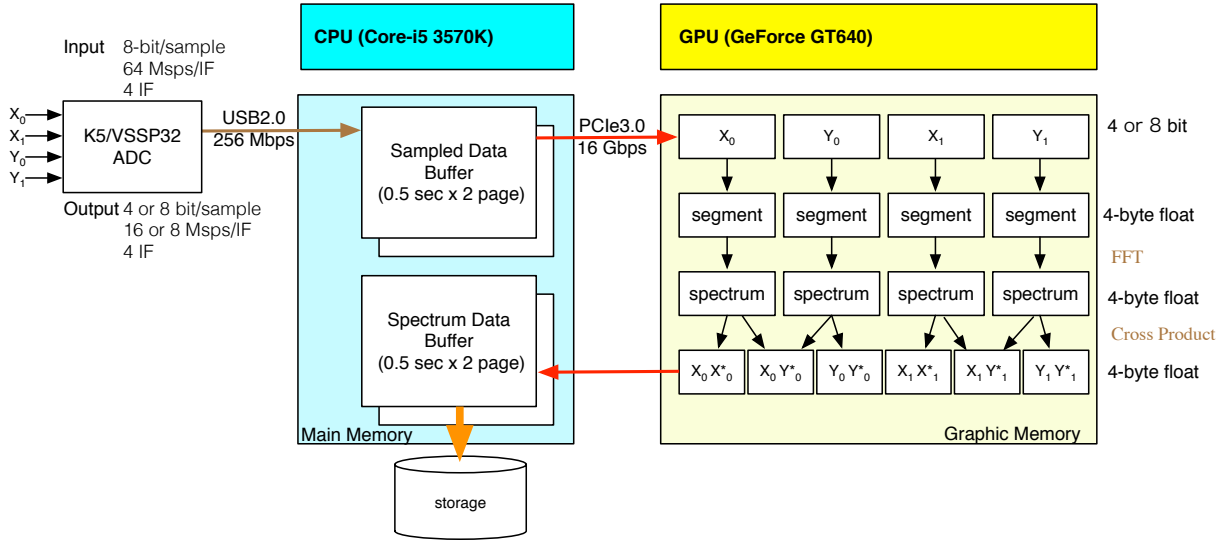 CPU (Core-i5 3570K)
GPU (GeForce GT640)
Input 8-bit/sample
64 Msps/IF
4 IF
X0
X1
Y0
Y1
K5/VSSP32
ADC
Output 4 or 8 bit/sample
16 or 8 Msps/IF
4 IF
USB2.0
256 Mbps
Sampled Data
Buffer
(0.5 sec x 2 page)
Spectrum Data
Buffer
(0.5 sec x 2 page)
Main Memory
storage
PCIe3.0
16 Gbps
X0 Y0 X1 Y1
4 or 8 bit
segment segment segment segment
4-byte float
FFT
spectrum spectrum spectrum spectrum
4-byte float
Cross Product
X0 X*0 X0 Y*0 Y0 Y*0 X1 X*1 X1 Y*1 Y1 Y*1
4-byte float
Graphic Memory